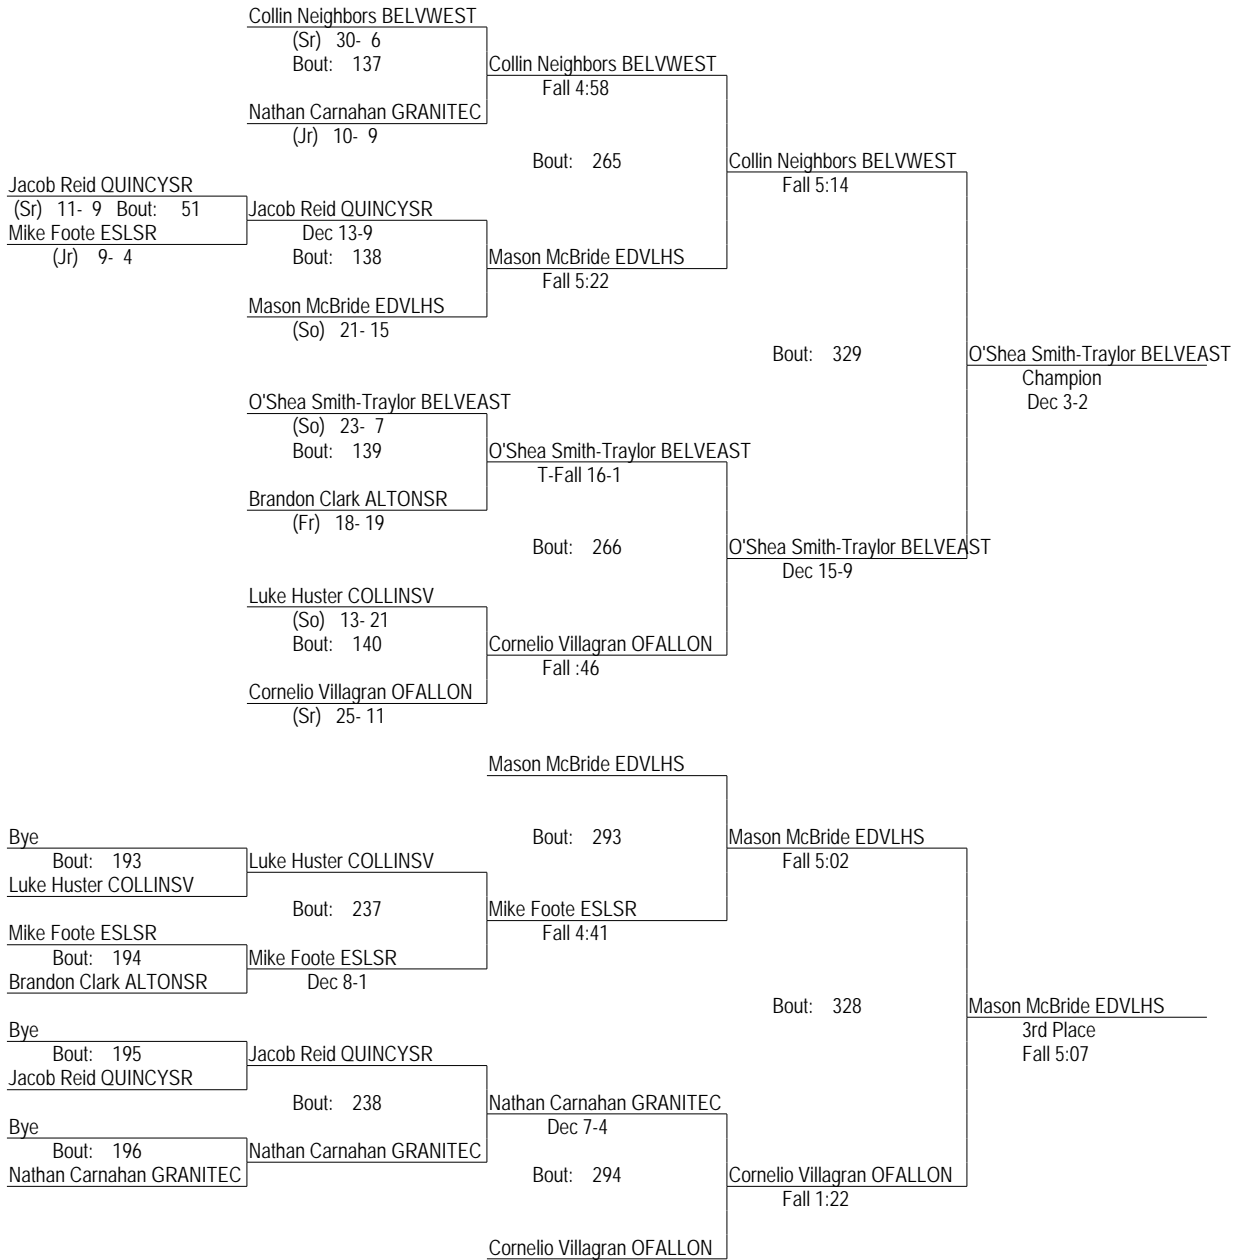 Collin Neighbors BELVWEST
(Sr) 30- 6
Bout: 137
Collin Neighbors BELVWEST
Fall 4:58
Nathan Carnahan GRANITEC
(Jr) 10- 9
Bout: 265
Collin Neighbors BELVWEST
Fall 5:14
Jacob Reid QUINCYSR
(Sr) 11- 9 Bout: 51
Jacob Reid QUINCYSR
Mike Foote ESLSR
Dec 13-9
(Jr) 9- 4
Bout: 138
Mason McBride EDVLHS
Fall 5:22
Mason McBride EDVLHS
(So) 21- 15
Bout: 329
O'Shea Smith-Traylor BELVEAST
Champion
Dec 3-2
O'Shea Smith-Traylor BELVEAST
(So) 23- 7
Bout: 139
O'Shea Smith-Traylor BELVEAST
T-Fall 16-1
Brandon Clark ALTONSR
(Fr) 18- 19
Bout: 266
O'Shea Smith-Traylor BELVEAST
Dec 15-9
Luke Huster COLLINSV
(So) 13- 21
Bout: 140
Cornelio Villagran OFALLON
Fall :46
Cornelio Villagran OFALLON
(Sr) 25- 11
Mason McBride EDVLHS
Bye
Bout: 293
Mason McBride EDVLHS
Bout: 193
Luke Huster COLLINSV
Fall 5:02
Luke Huster COLLINSV
Bout: 237
Mike Foote ESLSR
Mike Foote ESLSR
Fall 4:41
Bout: 194
Mike Foote ESLSR
Brandon Clark ALTONSR
Dec 8-1
Bout: 328
Mason McBride EDVLHS
3rd Place
Fall 5:07
Bye
Bout: 195
Jacob Reid QUINCYSR
Jacob Reid QUINCYSR
Bout: 238
Nathan Carnahan GRANITEC
Dec 7-4
Bye
Bout: 196
Nathan Carnahan GRANITEC
Nathan Carnahan GRANITEC
Bout: 294
Cornelio Villagran OFALLON
Fall 1:22
Cornelio Villagran OFALLON